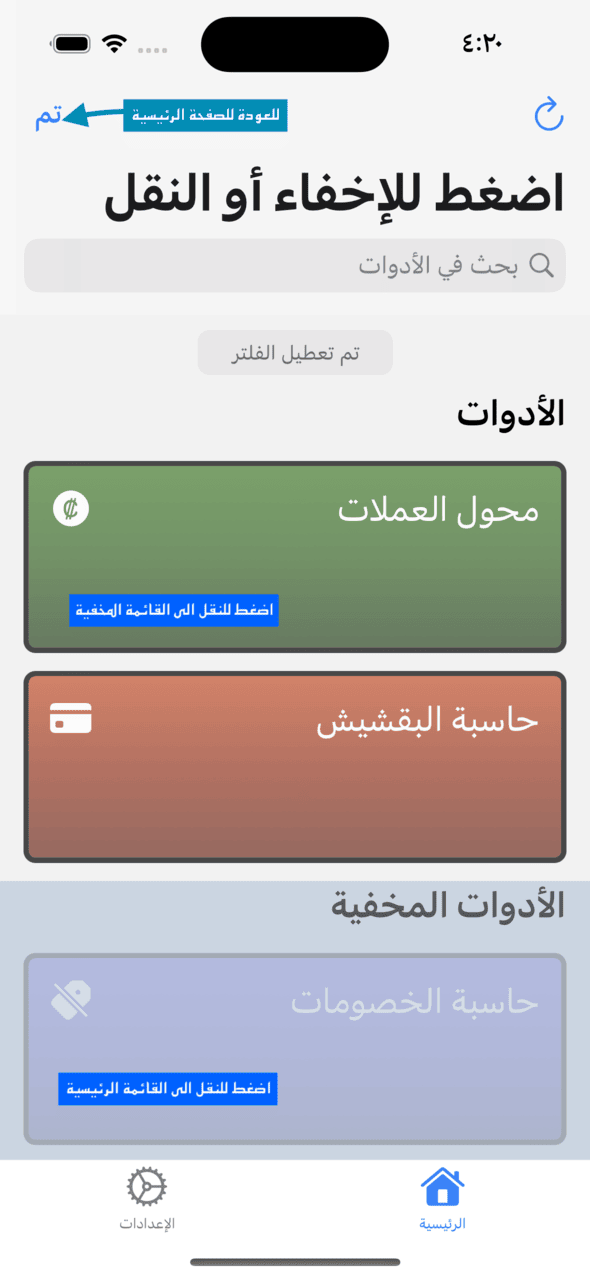 ٤:٢٠
تم
للعودة للصفحة الرئيسية
اضغط للإخفاء أو النقل
بحث في الأدوات
تم تعطيل الفلتر
الأدوات
محول العملات
اضغط للنقل الى القائمة المخفية
حاسبة البقشيش
الأدوات المخفية
حاسبة الخصومات
اضغط للنقل الى القائمة الرئيسية
الرئيسية
الإعدادات